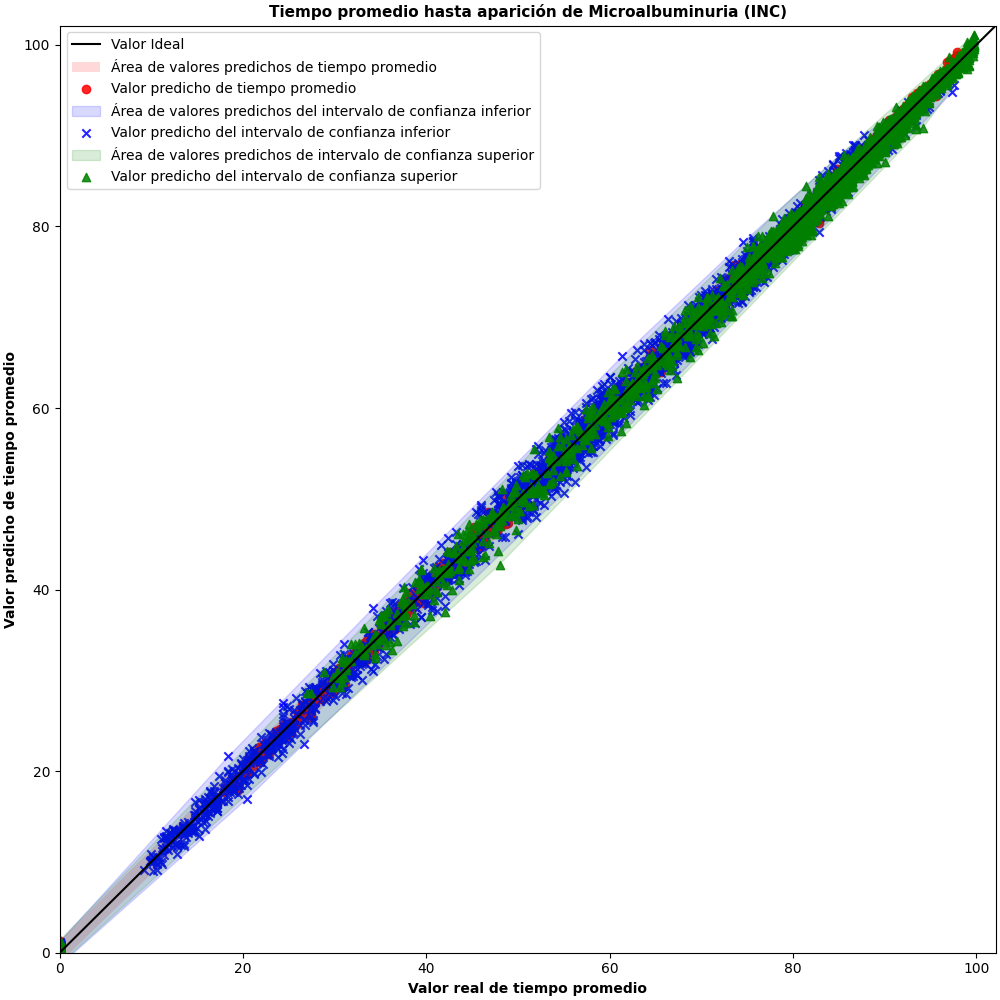 Tiempo promedio hasta aparición de Microalbuminuria (INC)
Valor Ideal
Área de valores predichos de tiempo promedio
Valor predicho de tiempo promedio
Área de valores predichos del intervalo de confianza inferior
Valor predicho del intervalo de confianza inferior
Área de valores predichos de intervalo de confianza superior
Valor predicho del intervalo de confianza superior
100
80
60
40
20
0
Valor predicho de tiempo promedio
0 20 40 60 80 100
Valor real de tiempo promedio